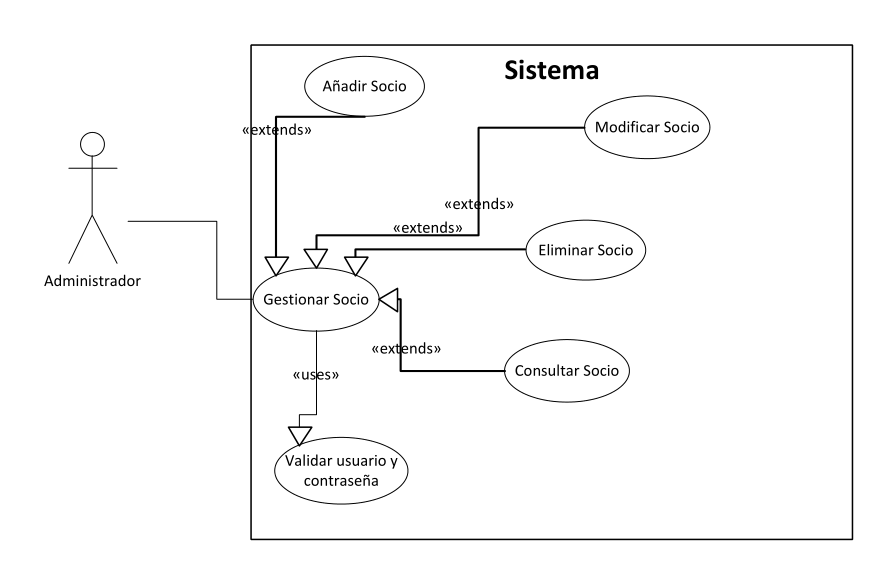 Sistema
Añadir Socio
«extends»
Modificar Socio
«extends»
«extends»
Eliminar Socio
Administrador
Gestionar Socio
«extends»
Consultar Socio
«uses»
Validar usuario y
contraseña